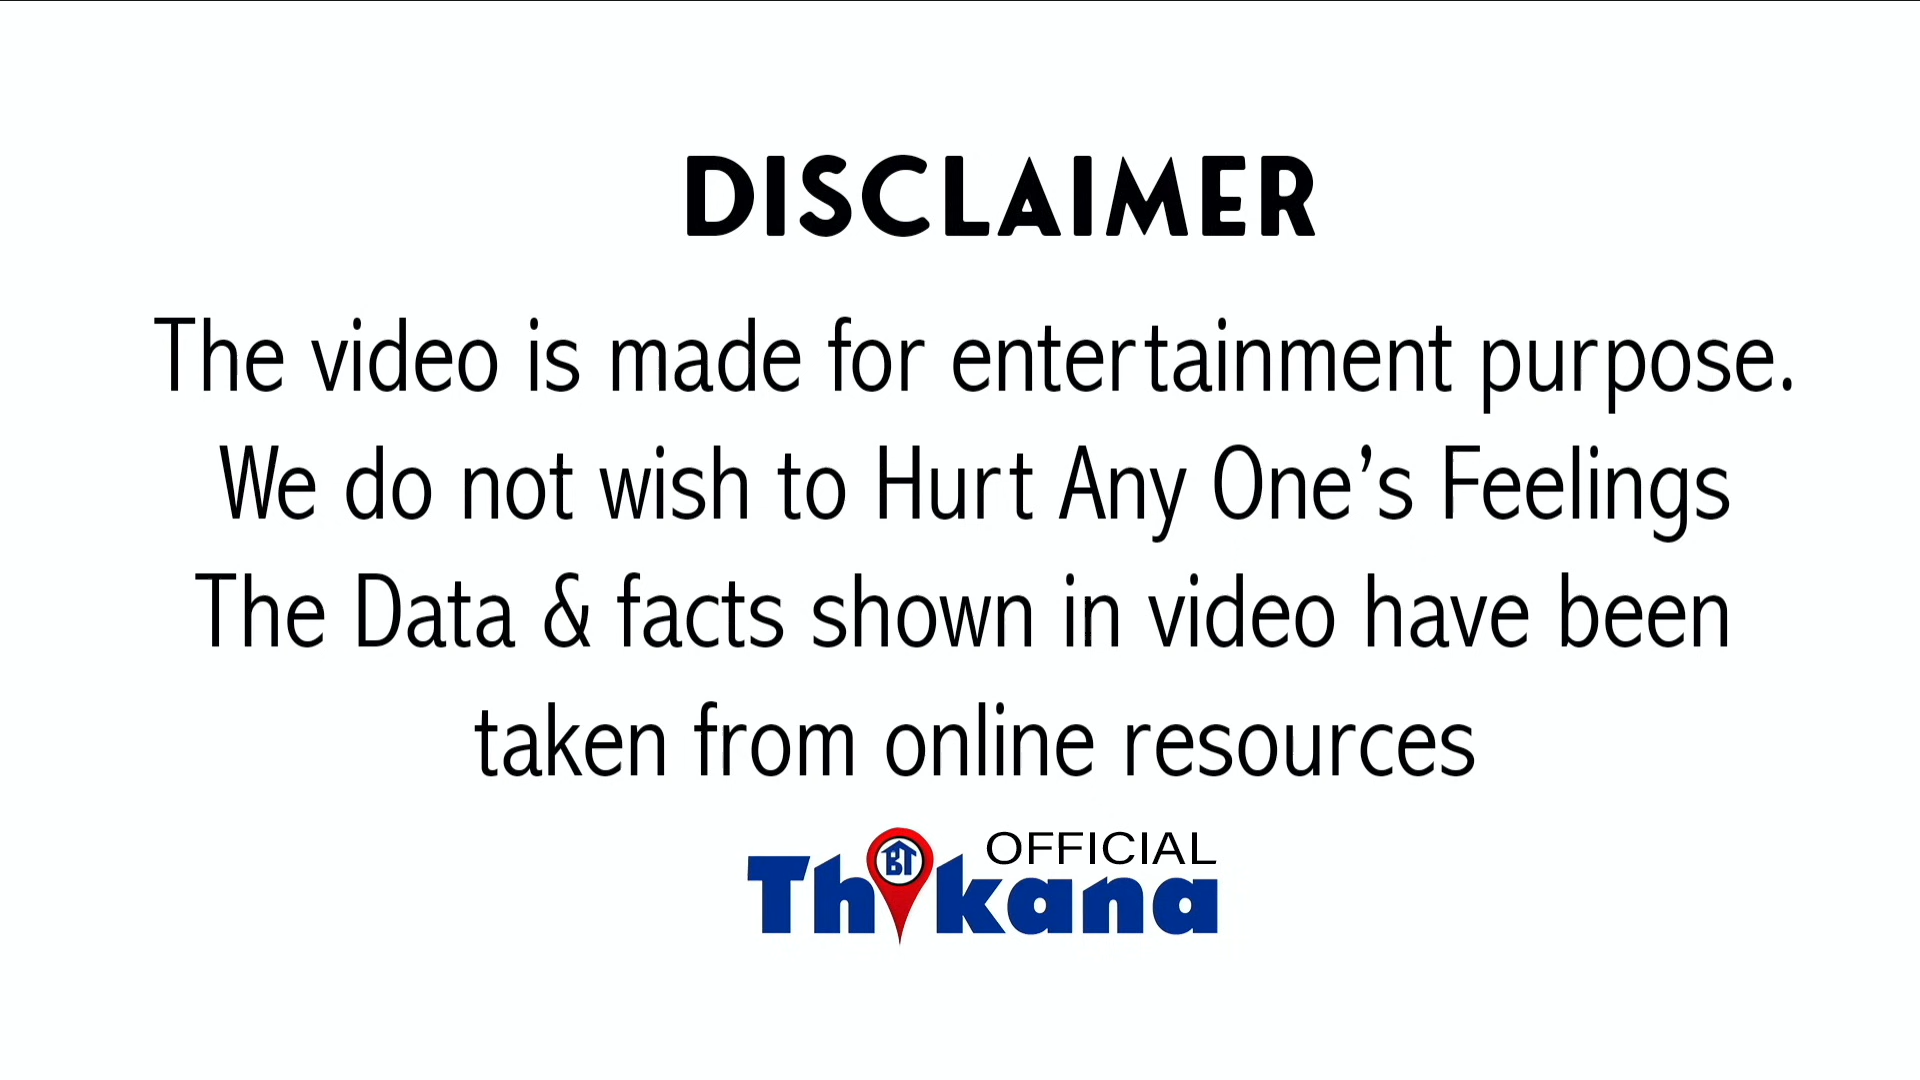 DISCLAIMER
The video is made for entertainment purpose.
We do not wish to Hurt Any One’s Feelings
The Data & facts shown in video have been
taken from online resources
OFFICIAL
BT
Thikana